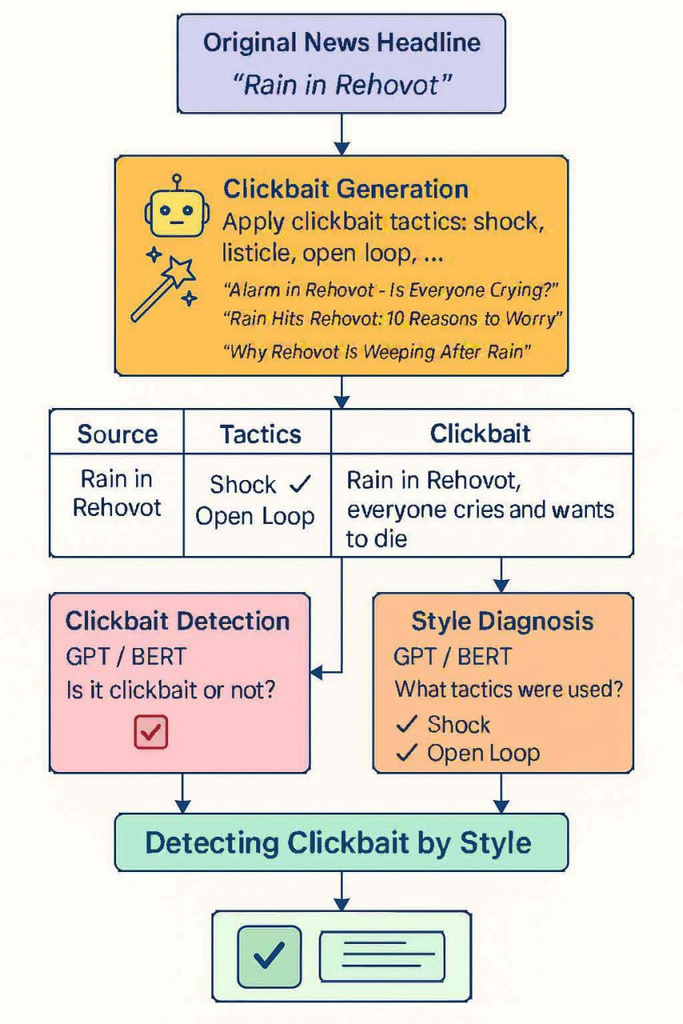 Original News Headline
“Rain in Rehovot”
Clickbait Generation
Apply clickbait tactics: shock,
listicle, open loop, ...
“Alarm in Rehovot - Is Everyone Crying?”
“Rain Hits Rehovot: 10 Reasons to Worry”
“Why Rehovot Is Weeping After Rain”
Source Tactics Clickbait
Rain in
Rehovot
Shock ✓
Open Loop
Rain in Rehovot,
everyone cries and wants
to die
Clickbait Detection
GPT / BERT
Is it clickbait or not?
Style Diagnosis
GPT / BERT
What tactics were used?
✓ Shock
✓ Open Loop
Detecting Clickbait by Style